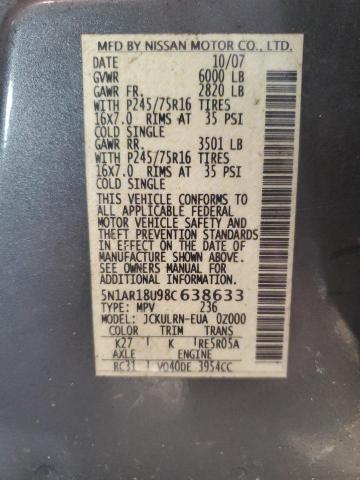 MFD BY NISSAN MOTOR CO., LTD.
DATE 10/07
GVWR 6000 LB
GAWR FR. 2820 LB
WITH P245/75R16 TIRES
16x7.0 RIMS AT 35 PSI
COLD SINGLE
GAWR RR. 3501 LB
WITH P245/75R16 TIRES
16x7.0 RIMS AT 35 PSI
COLD SINGLE
THIS VEHICLE CONFORMS TO
ALL APPLICABLE FEDERAL
MOTOR VEHICLE SAFETY AND
THEFT PREVENTION STANDARDS
IN EFFECT ON THE DATE OF
MANUFACTURE SHOWN ABOVE.
SEE OWNERS MANUAL FOR
ADDITIONAL INFORMATION.
5N1AR18U98C638633
TYPE: MPV 236
MODEL: JCKULRN-EUA 0Z000
COLOR TRIM TRANS
K27 K RE5R05A
AXLE ENGINE
RC31 VQ40DE 3954CC